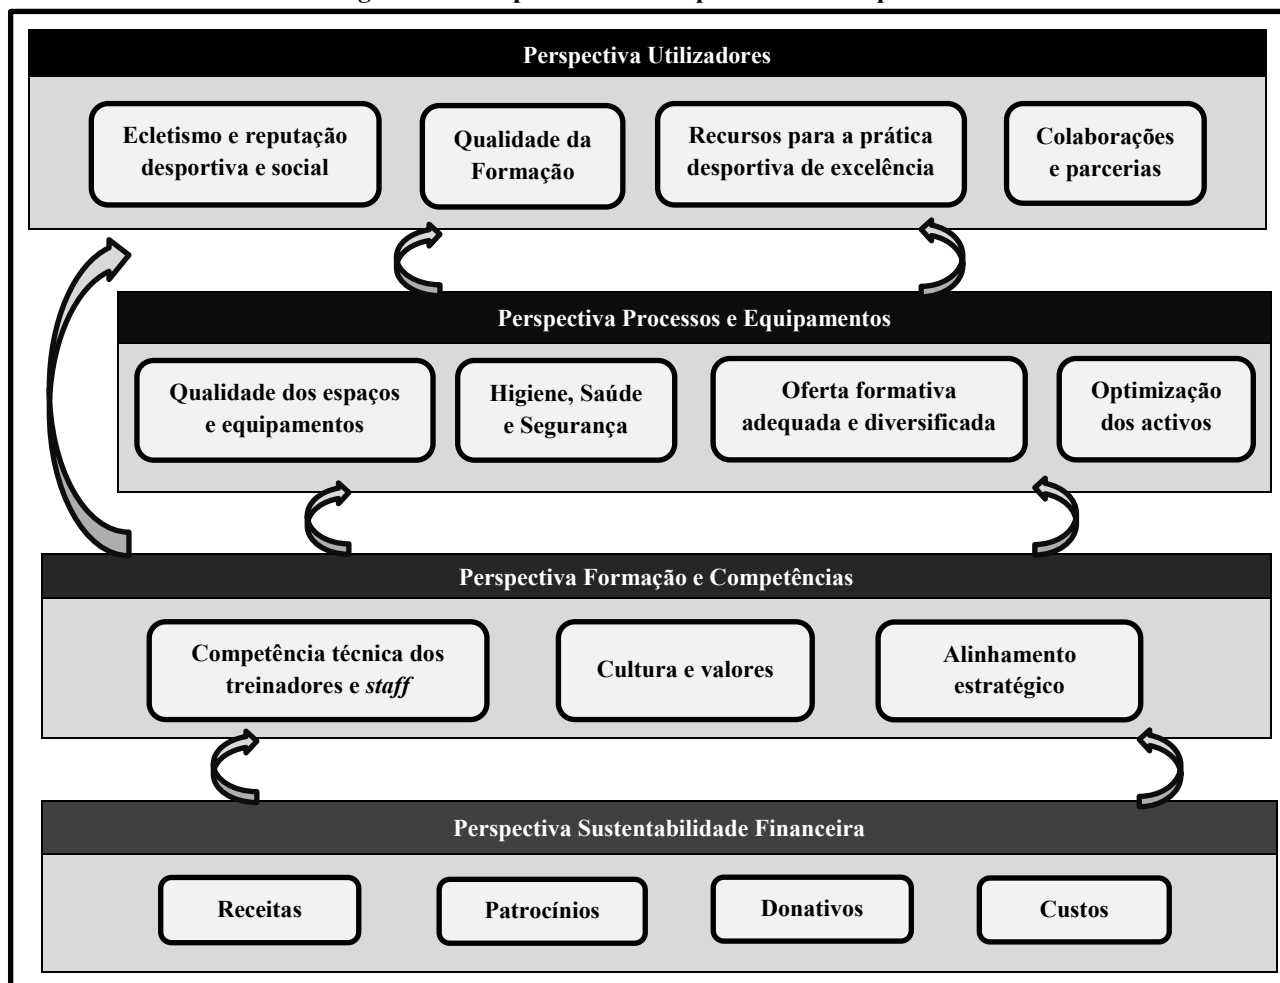 Perspectiva Utilizadores
Ecletismo e reputação
desportiva e social
Qualidade da
Formação
Recursos para a prática
desportiva de excelência
Colaborações
e parcerias
Perspectiva Processos e Equipamentos
Qualidade dos espaços
e equipamentos
Higiene, Saúde
e Segurança
Oferta formativa
adequada e diversificada
Optimização
dos activos
Perspectiva Formação e Competências
Competência técnica dos
treinadores e staff
Cultura e valores
Alinhamento
estratégico
Perspectiva Sustentabilidade Financeira
Receitas
Patrocínios
Donativos
Custos